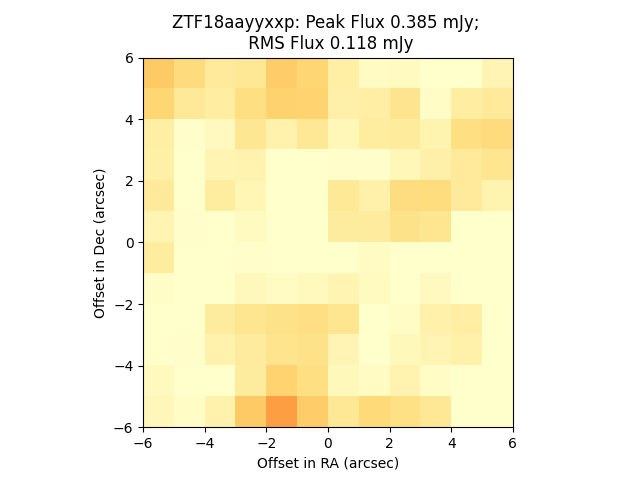 ZTF18aayyxxp: Peak Flux 0.385 mJy;
RMS Flux 0.118 mJy
6
4
2
0
−2
−4
−6
Offset in Dec (arcsec)
−6 −4 −2 0 2 4 6
Offset in RA (arcsec)